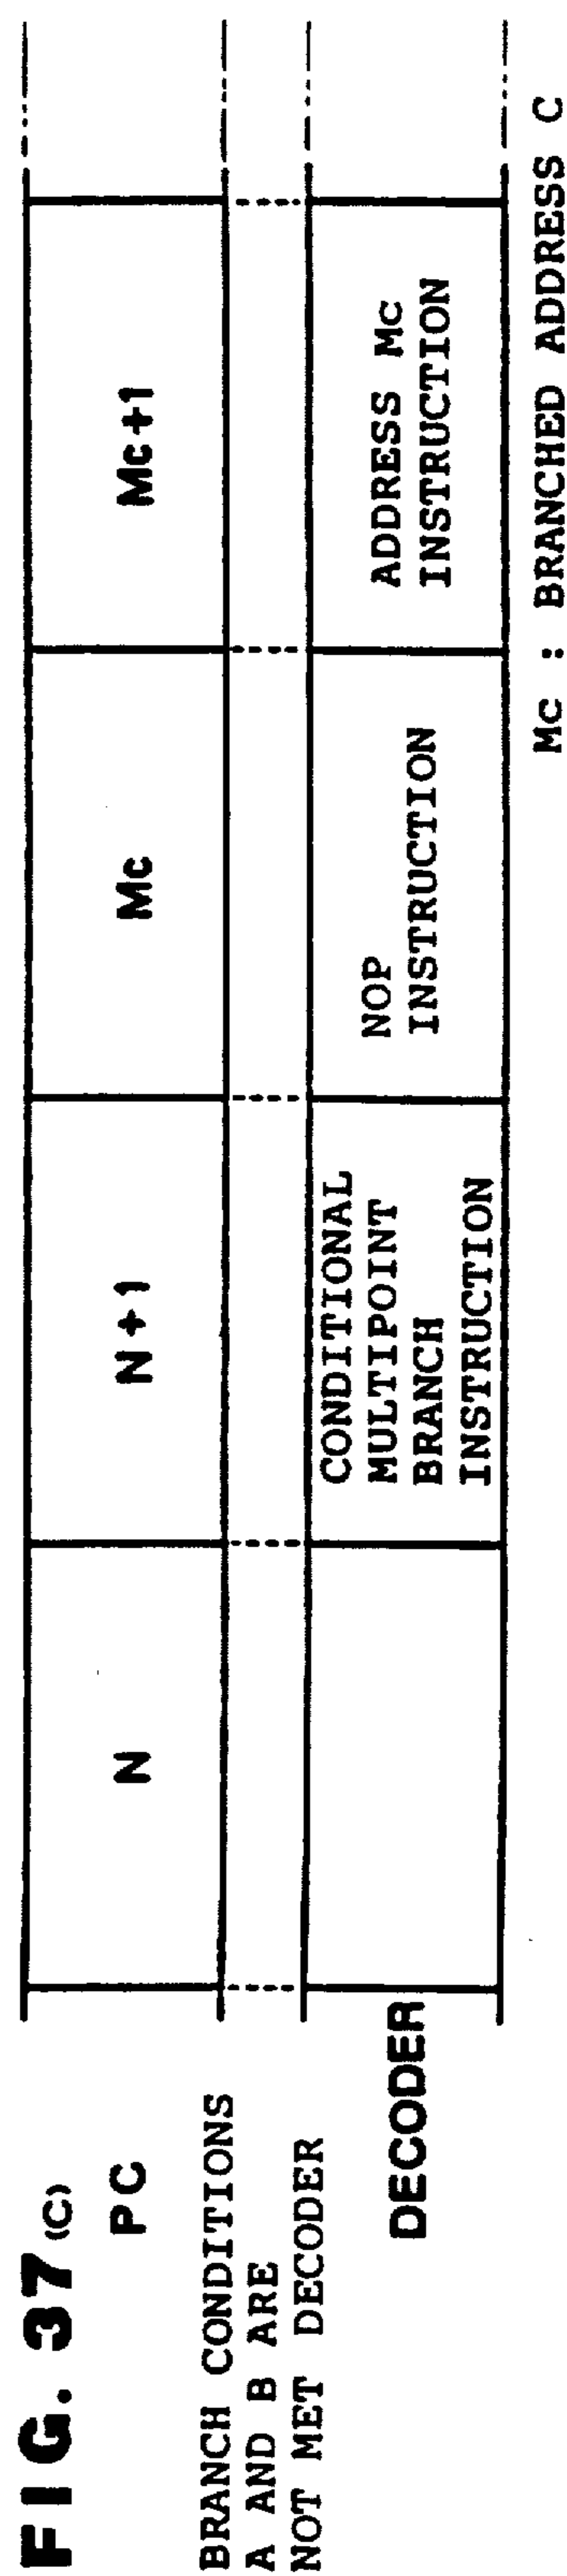 FIG. 37(C)
PC
N
N+1
Mc
Mc+1
BRANCH CONDITIONS
A AND B ARE
NOT MET DECODER
DECODER
CONDITIONAL
MULTIPOINT
BRANCH
INSTRUCTION
NOP
INSTRUCTION
ADDRESS Mc
INSTRUCTION
Mc : BRANCHED ADDRESS C